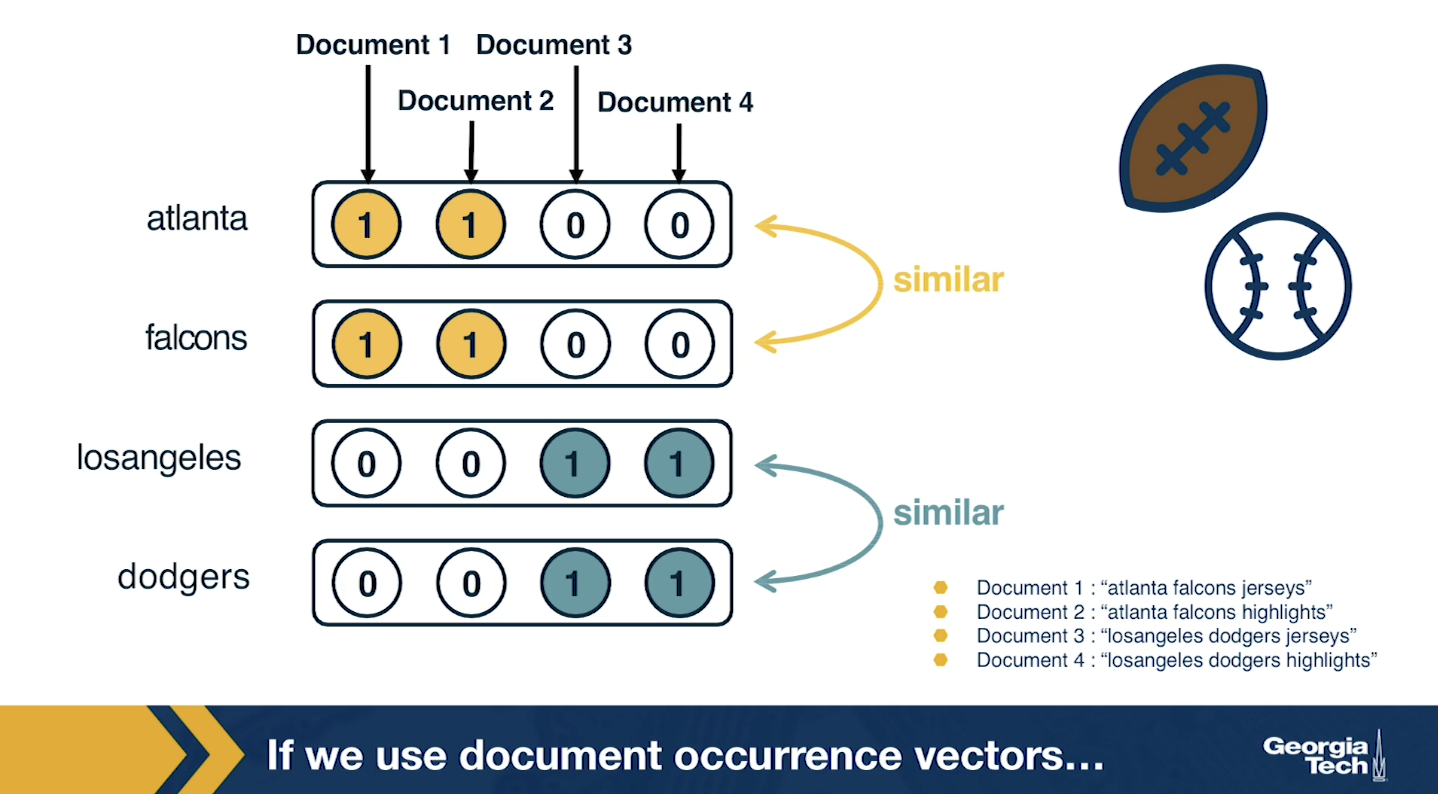 Document 1 Document 3
Document 2 Document 4
atlanta 1 1 0 0
similar
falcons 1 1 0 0
losangeles 0 0 1 1
similar
dodgers 0 0 1 1
Document 1 : “atlanta falcons jerseys”
Document 2 : “atlanta falcons highlights”
Document 3 : “losangeles dodgers jerseys”
Document 4 : “losangeles dodgers highlights”
If we use document occurrence vectors...
Georgia
Tech